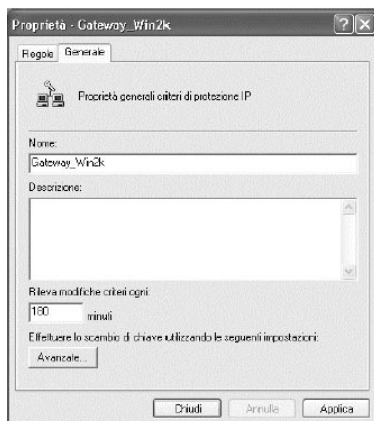 Proprietà - Gateway_Win2k
Regole Generale
Proprietà generali criteri di protezione IP
Nome:
Gateway_Win2k
Descrizione:
Rileva modifiche criteri ogni:
180 minuti
Effettuare lo scambio di chiave utilizzando le seguenti impostazioni:
Avanzate...
Chiudi Annulla Applica